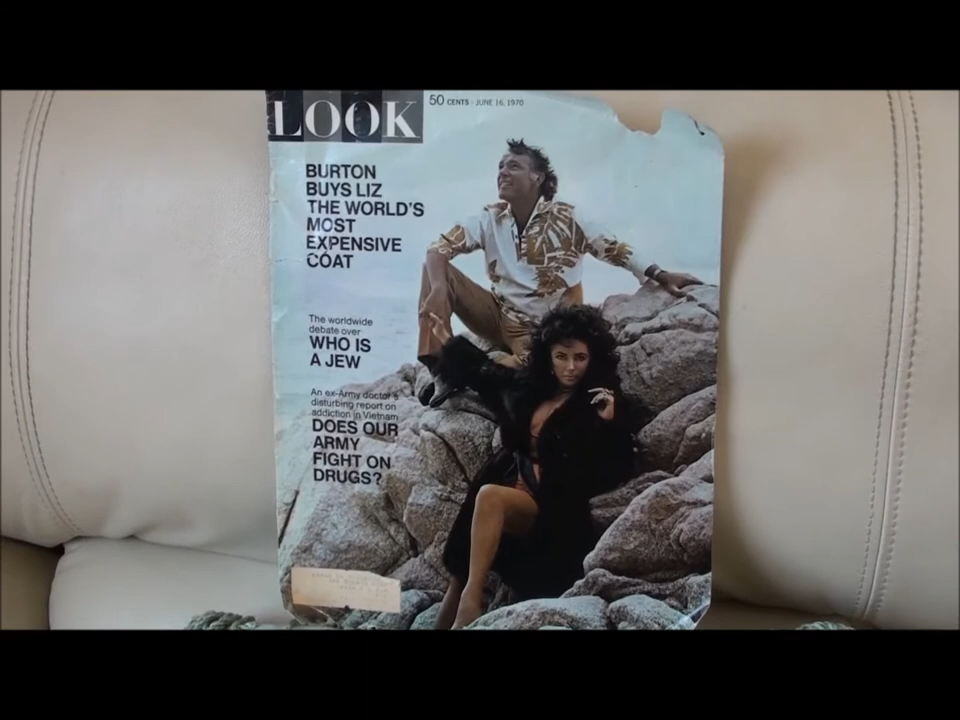 LOOK
50 CENTS · JUNE 16, 1970
BURTON
BUYS LIZ
THE WORLD'S
MOST
EXPENSIVE
COAT
The worldwide
debate over
WHO IS
A JEW
An ex-Army doctor's
disturbing report on
addiction in Vietnam
DOES OUR
ARMY
FIGHT ON
DRUGS?